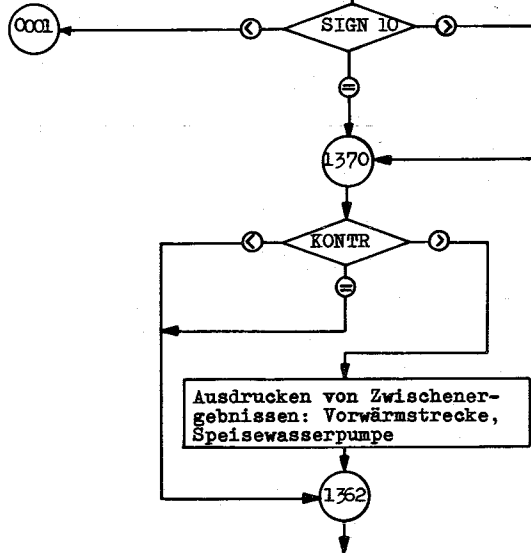 0001 < SIGN 10 >
=
1370
< KONTR >
=
Ausdrucken von Zwischener-
gebnissen: Vorwärmstrecke,
Speisewasserpumpe
1362